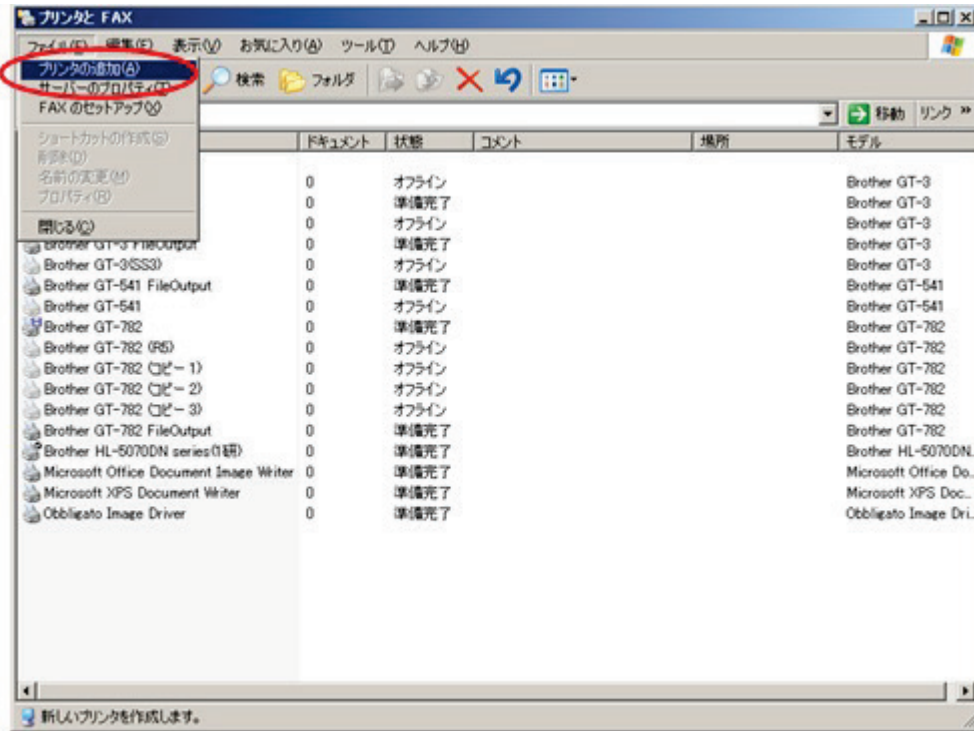 プリンタと FAX
ファイル(F) 編集(E) 表示(V) お気に入り(A) ツール(T) ヘルプ(H)
プリンタの追加(A)
サーバーのプロパティ(T)
検索 フォルダ
FAX のセットアップ(X)
移動 リンク »
ショートカットの作成(S)
削除(D)
名前の変更(M)
プロパティ(R)
閉じる(C)
ドキュメント 状態 コメント 場所 モデル
0 オフライン Brother GT-3
0 準備完了 Brother GT-3
0 オフライン Brother GT-3
Brother GT-3 FileOutput 0 準備完了 Brother GT-3
Brother GT-3(SS3) 0 オフライン Brother GT-3
Brother GT-541 FileOutput 0 準備完了 Brother GT-541
Brother GT-541 0 オフライン Brother GT-541
Brother GT-782 0 準備完了 Brother GT-782
Brother GT-782 (R5) 0 オフライン Brother GT-782
Brother GT-782 (コピー 1) 0 オフライン Brother GT-782
Brother GT-782 (コピー 2) 0 オフライン Brother GT-782
Brother GT-782 (コピー 3) 0 オフライン Brother GT-782
Brother GT-782 FileOutput 0 準備完了 Brother GT-782
Brother HL-5070DN series(1研) 0 準備完了 Brother HL-5070DN...
Microsoft Office Document Image Writer 0 準備完了 Microsoft Office Do...
Microsoft XPS Document Writer 0 準備完了 Microsoft XPS Doc...
Obbligato Image Driver 0 準備完了 Obbligato Image Dri...
新しいプリンタを作成します。